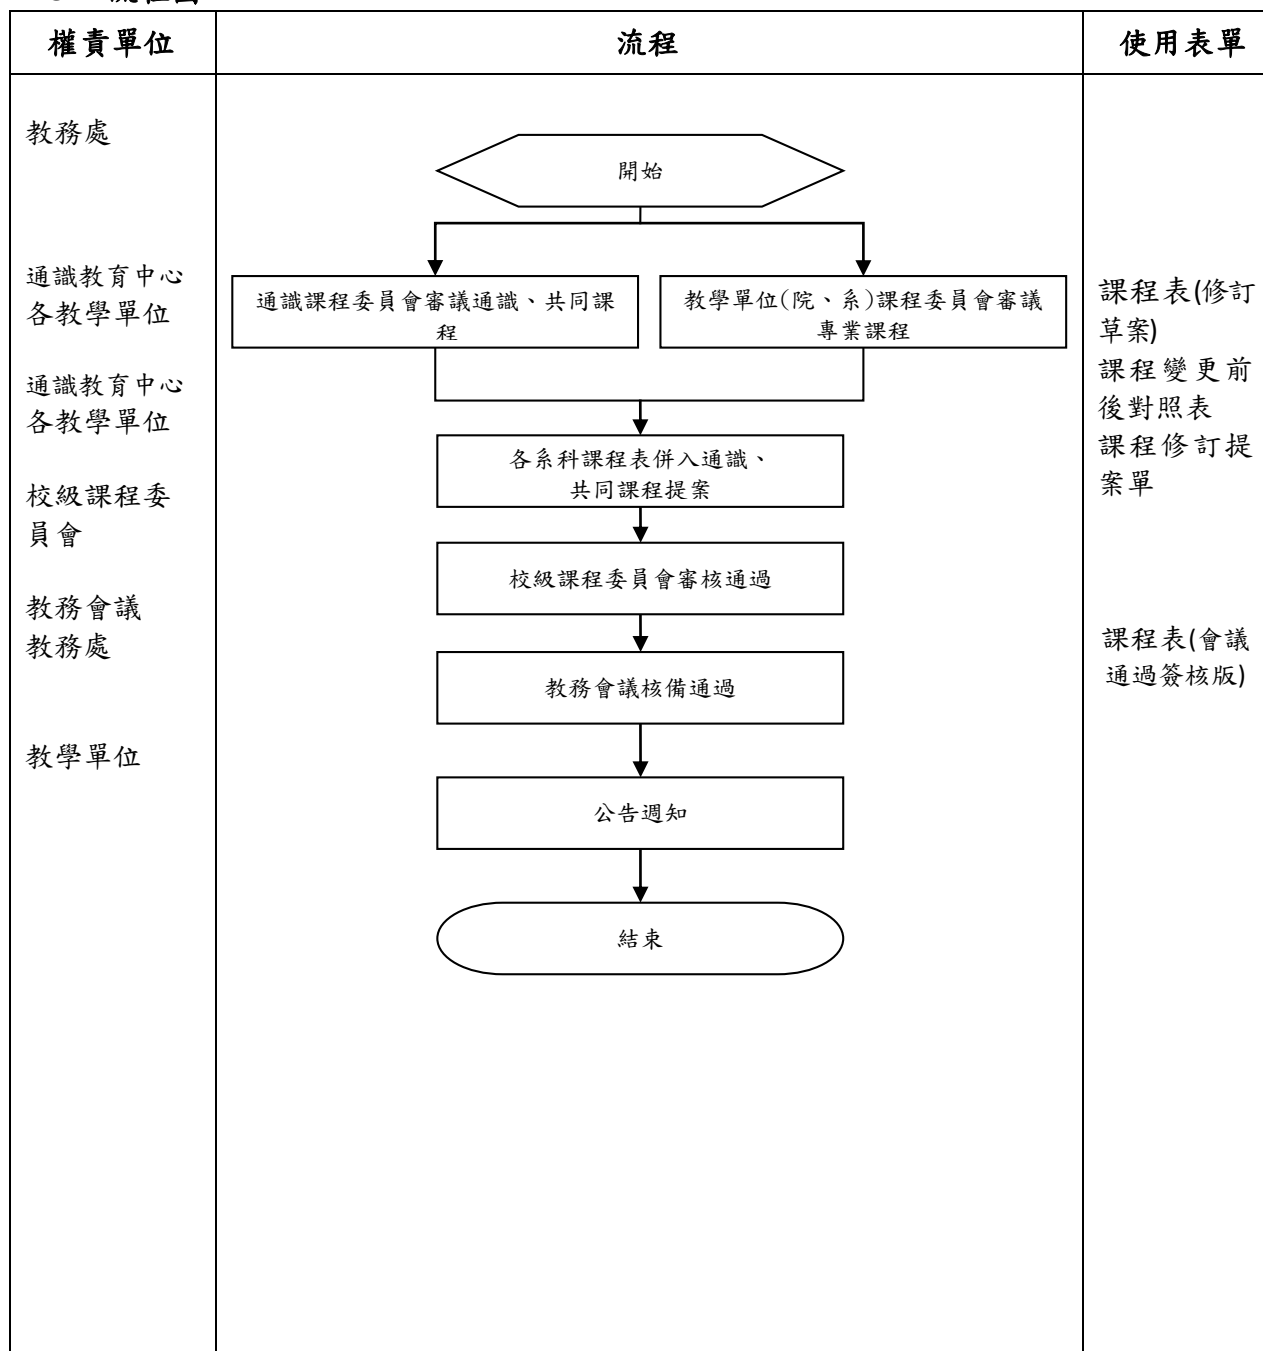 權責單位
流程
使用表單
教務處
通識教育中心
各教學單位
通識教育中心
各教學單位
校級課程委
員會
教務會議
教務處
教學單位
開始
通識課程委員會審議通識、共同課
程
教學單位(院、系)課程委員會審議
專業課程
各系科課程表併入通識、
共同課程提案
校級課程委員會審核通過
教務會議核備通過
公告週知
結束
課程表(修訂
草案)
課程變更前
後對照表
課程修訂提
案單
課程表(會議
通過簽核版)